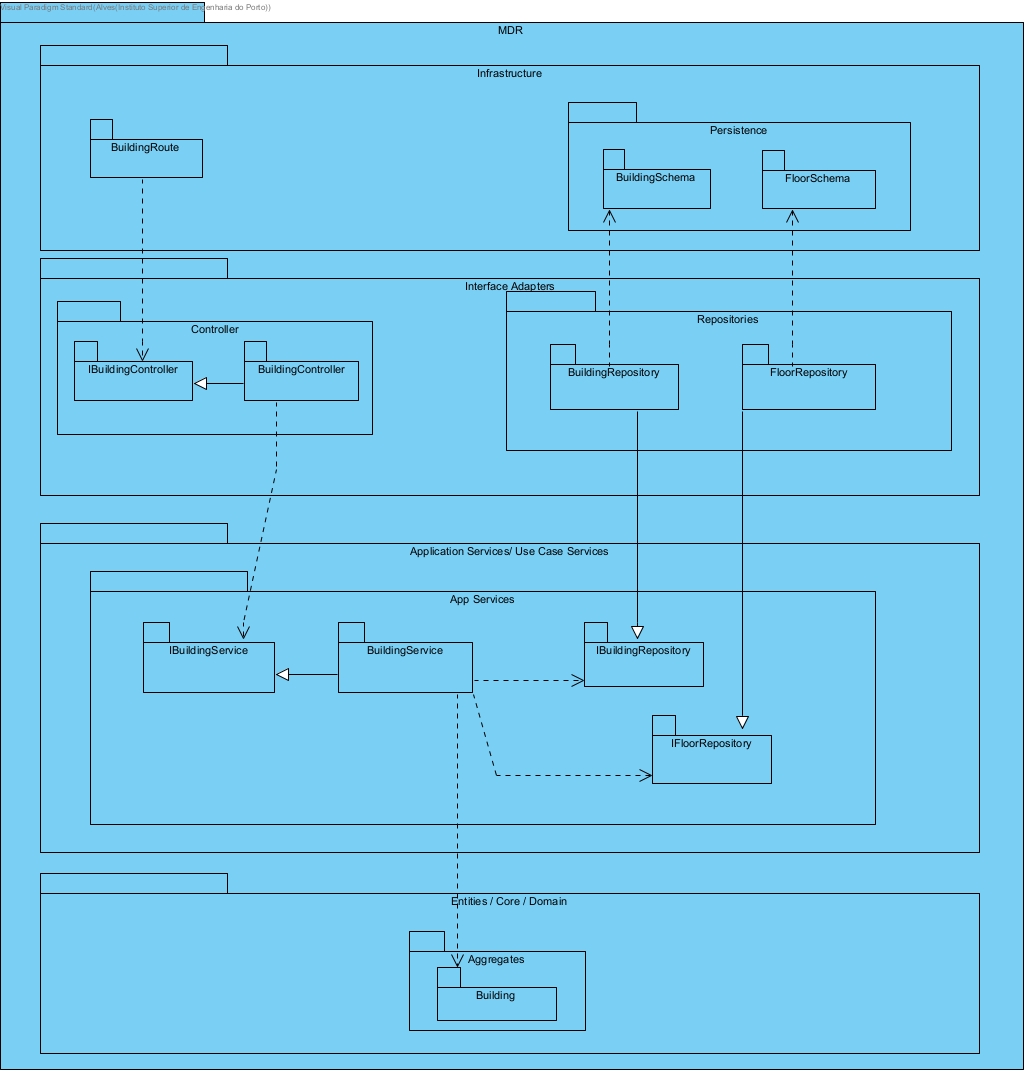 Visual Paradigm Standard(Alves(Instituto Superior de Engenharia do Porto))
MDR
Infrastructure
Persistence
BuildingRoute
BuildingSchema
FloorSchema
Interface Adapters
Controller
Repositories
IBuildingController
BuildingController
BuildingRepository
FloorRepository
Application Services/ Use Case Services
App Services
IBuildingService
BuildingService
IBuildingRepository
IFloorRepository
Entities / Core / Domain
Aggregates
Building